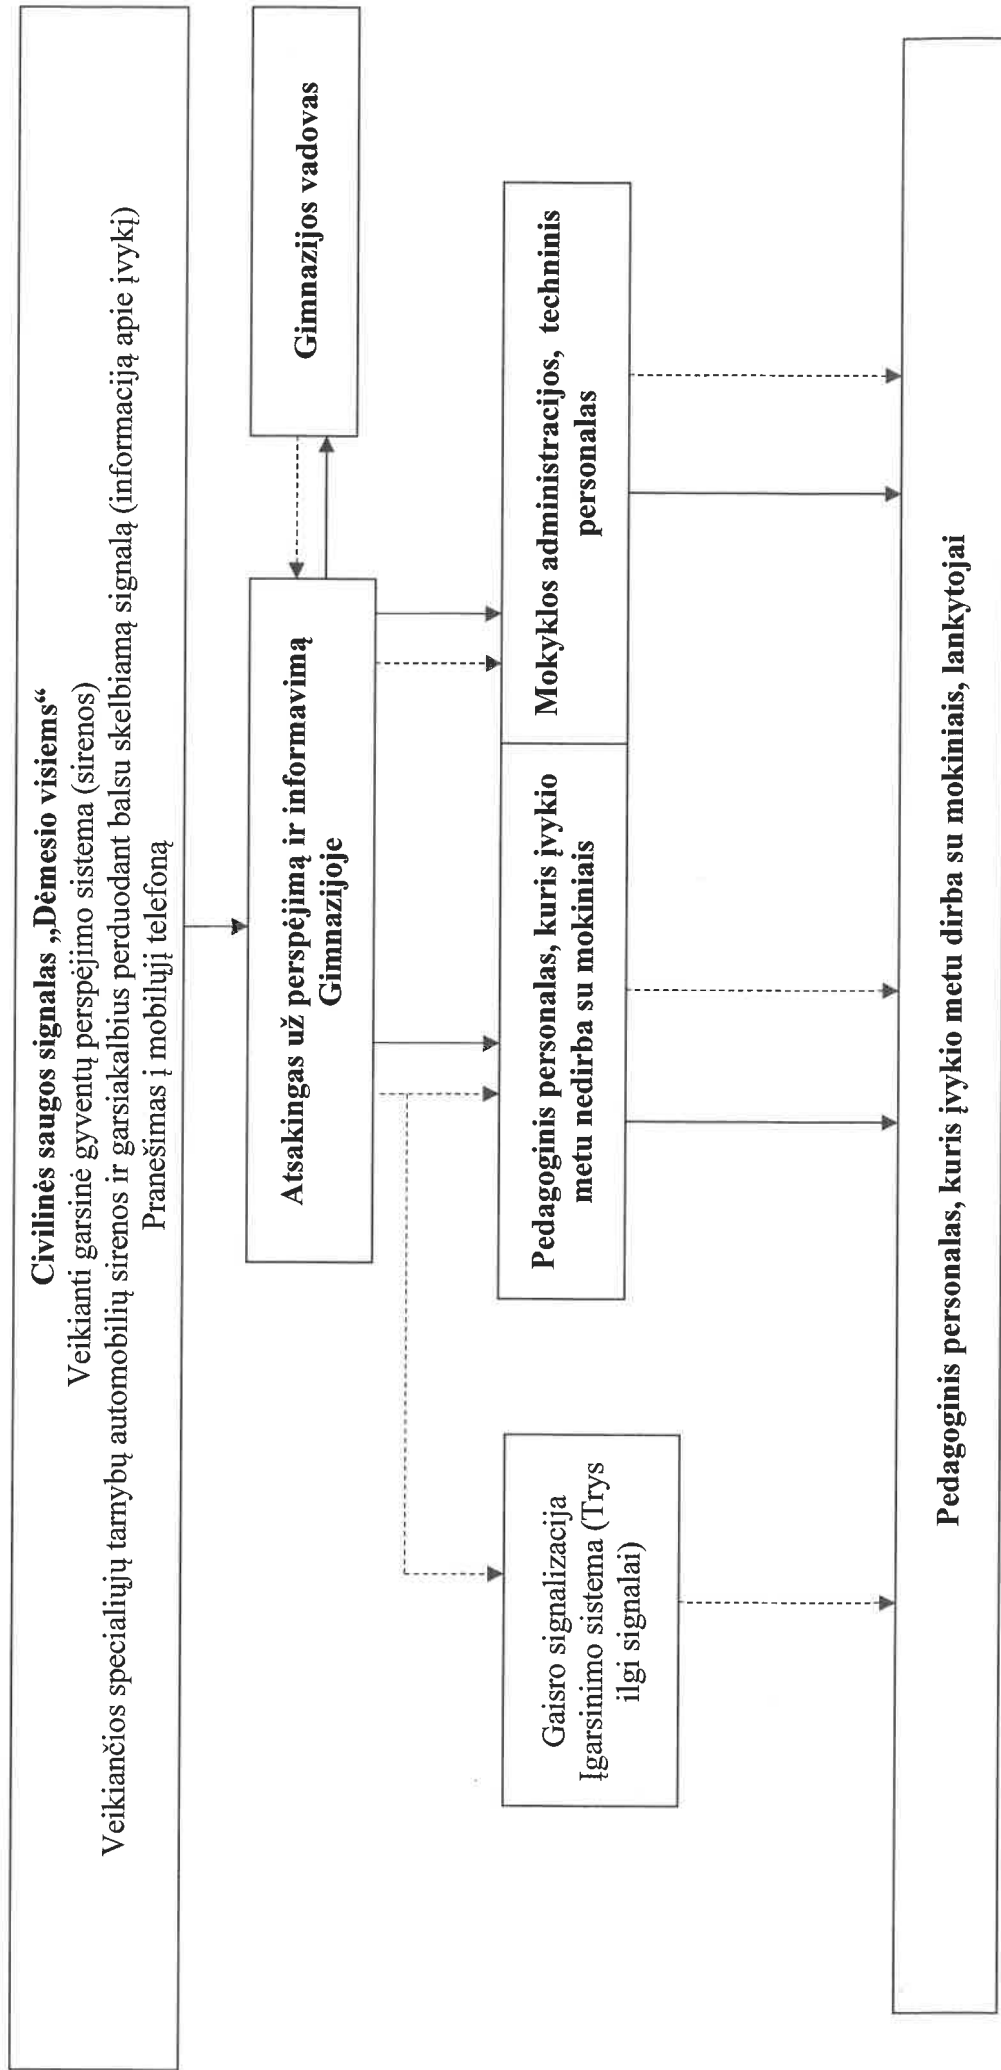 Civilinės saugos signalas „Dėmesio visiems“
Veikianti garsinė gyventų perspėjimo sistema (sirenos)
Veikiančios specialiųjų tarnybų automobilių sirenos ir garsiakalbius perduodant balsu skelbiamą signalą (informaciją apie įvykį)
Pranešimas į mobilųjį telefoną
Atsakingas už perspėjimą ir informavimą
Gimnazijoje
Gimnazijos vadovas
Gaisro signalizacija
Įgarsinimo sistema (Trys
ilgi signalai)
Pedagoginis personalas, kuris įvykio
metu nedirba su mokiniais
Mokyklos administracijos, techninis
personalas
Pedagoginis personalas, kuris įvykio metu dirba su mokiniais, lankytojai